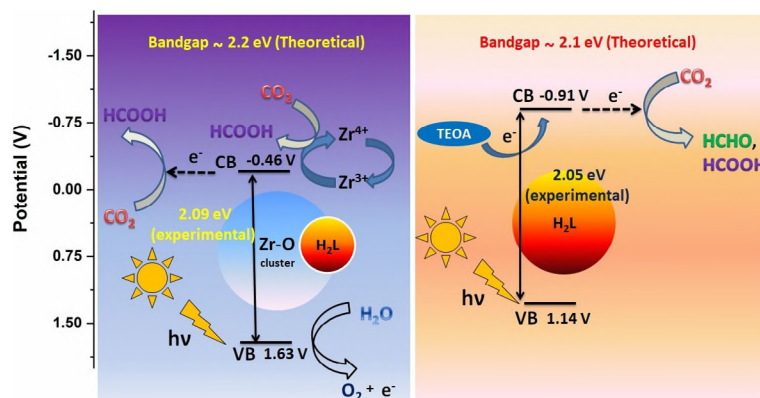 Potential (V)
-1.50
-0.75
0.00
0.75
1.50
Bandgap ~ 2.2 eV (Theoretical)
CO₂
HCOOH
HCOOH
Zr⁴⁺
Zr³⁺
e⁻
CB -0.46 V
CO₂
2.09 eV
(experimental)
Zr-O
cluster
H₂L
hν
VB 1.63 V
H₂O
O₂ + e⁻
Bandgap ~ 2.1 eV (Theoretical)
CB -0.91 V
e⁻
CO₂
TEOA
e⁻
HCHO,
HCOOH
2.05 eV
(experimental)
H₂L
hν
VB 1.14 V